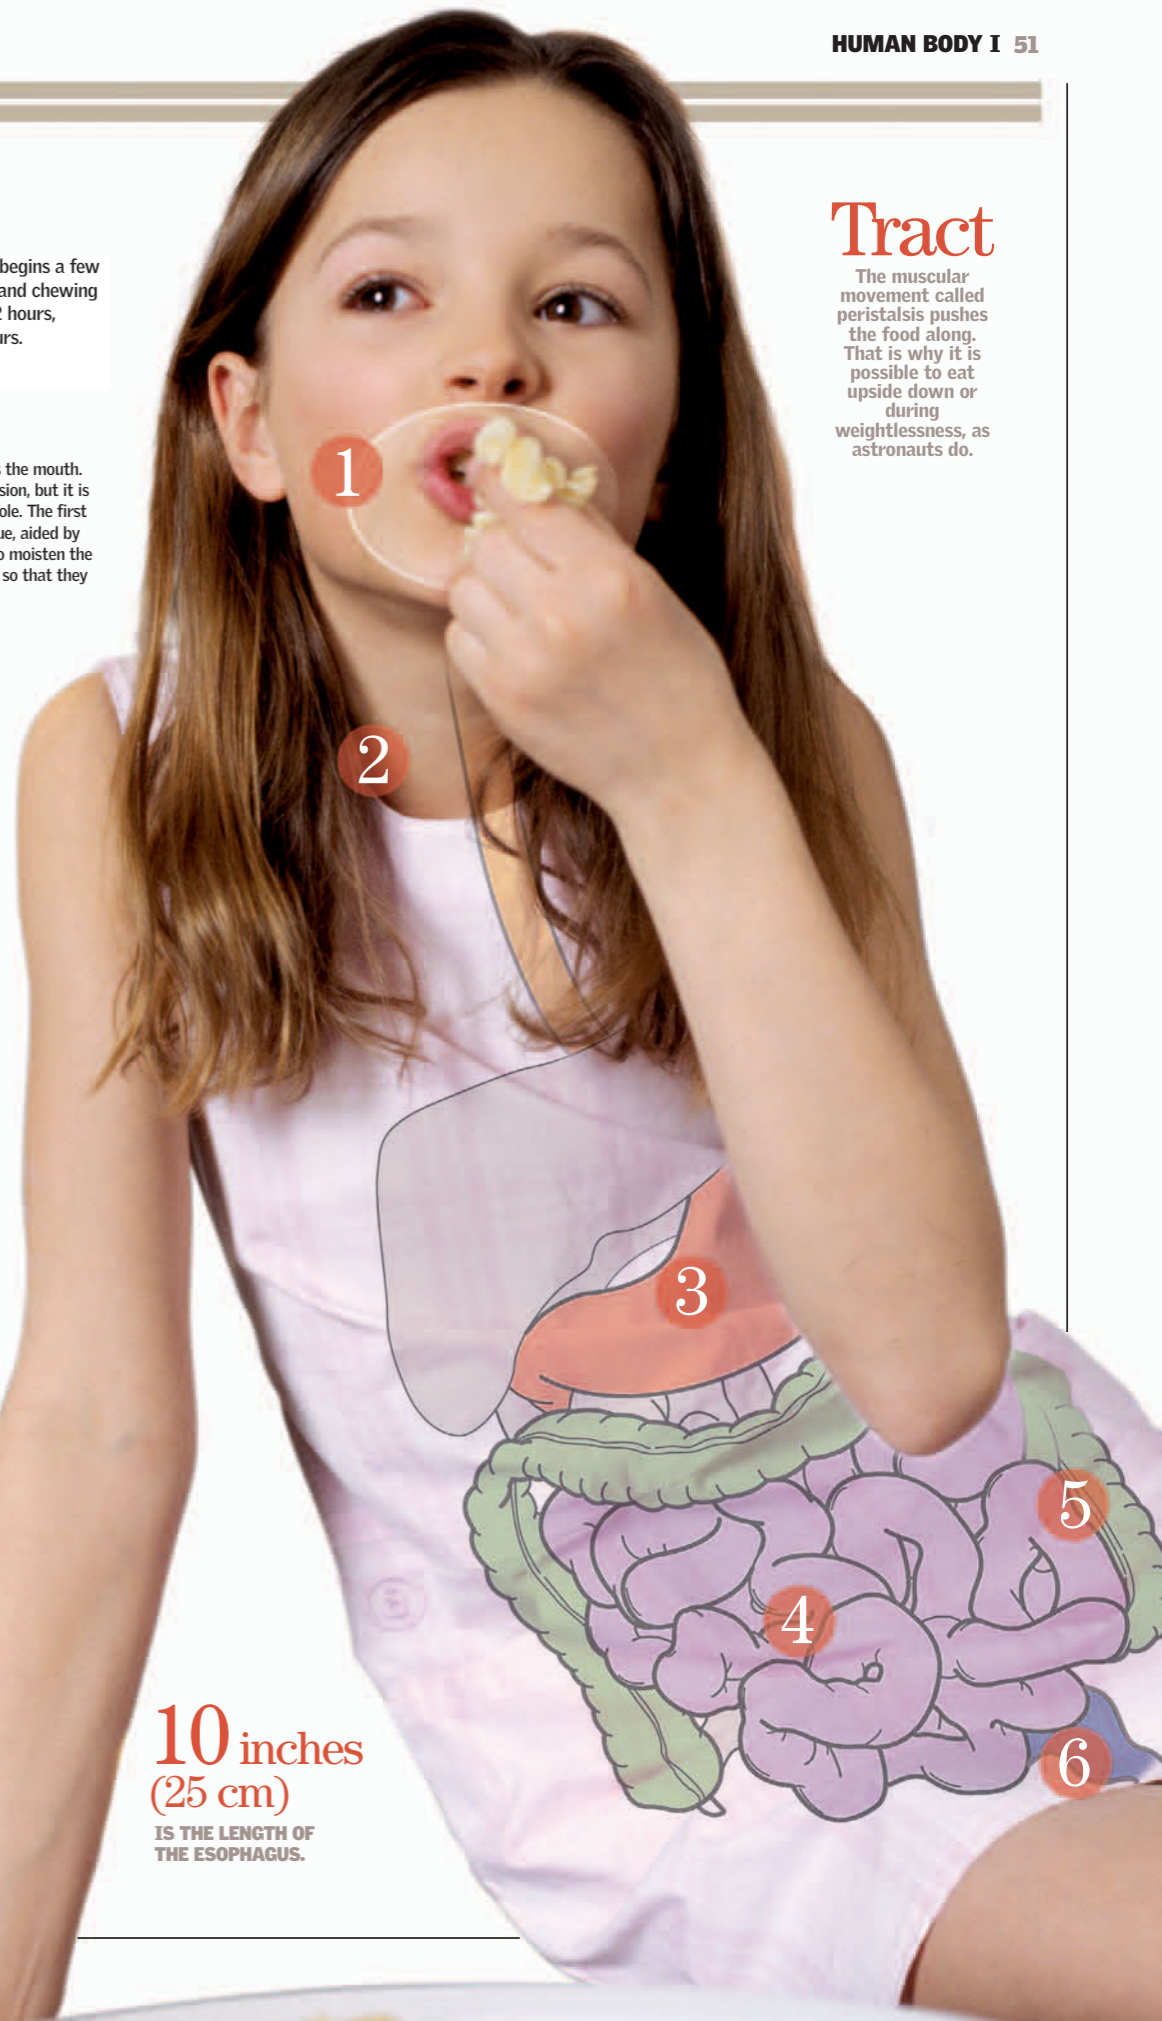 HUMAN BODY I 51
begins a few
and chewing
hours,
Tract
The muscular
movement called
peristalsis pushes
the food along.
That is why it is
possible to eat
upside down or
during
weightlessness, as
astronauts do.
the mouth.
but it is
The first
aided by
moisten the
so that they
1
2
3
4
5
6
10 inches
(25 cm)
IS THE LENGTH OF
THE ESOPHAGUS.